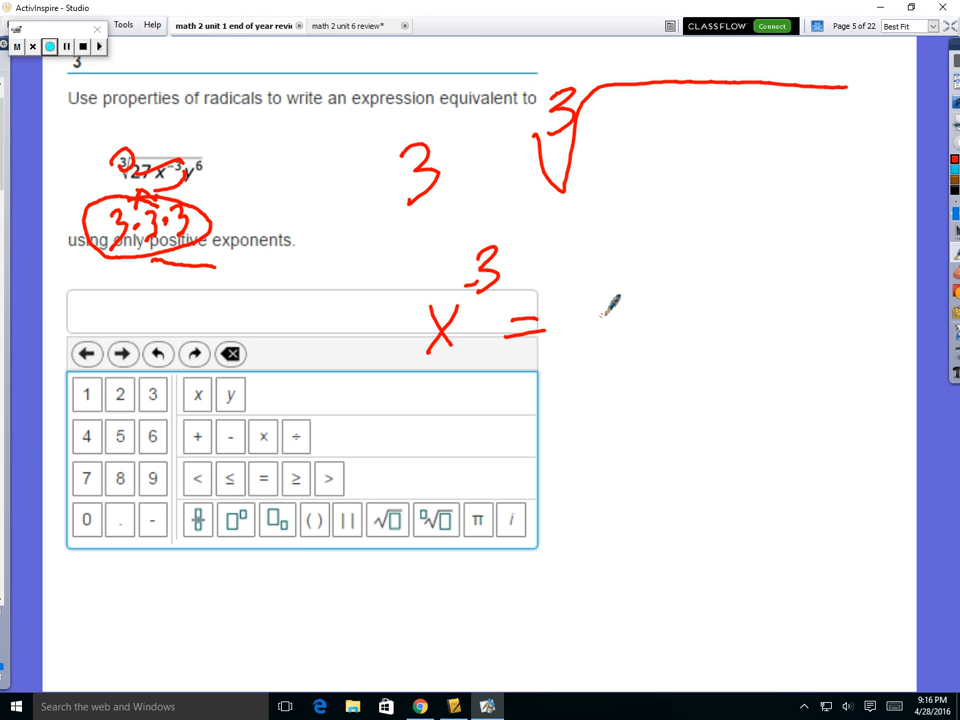 ActivInspire - Studio
Tools Help math 2 unit 1 end of year revie math 2 unit 6 review* CLASSFLOW Connect Page 5 of 22 Best Fit
M
3
Use properties of radicals to write an expression equivalent to
∛27x⁻³y⁶
3 3
3·3·3
using only positive exponents.
x⁻³ =
1 2 3 x y
4 5 6 + - × ÷
7 8 9 < ≤ = ≥ >
0 . - ( ) | | √ √ π i
Search the web and Windows
9:16 PM
4/28/2016